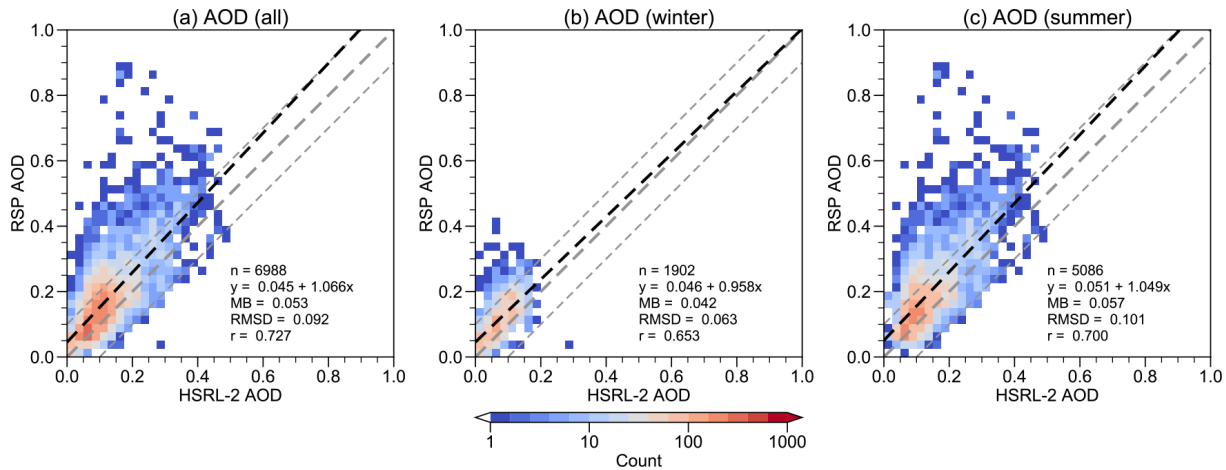 (a) AOD (all)
(b) AOD (winter)
(c) AOD (summer)
RSP AOD
1.0
0.8
0.6
0.4
0.2
0.0
n = 6988
y = 0.045 + 1.066x
MB = 0.053
RMSD = 0.092
r = 0.727
0.0 0.2 0.4 0.6 0.8 1.0
HSRL-2 AOD
RSP AOD
1.0
0.8
0.6
0.4
0.2
0.0
n = 1902
y = 0.046 + 0.958x
MB = 0.042
RMSD = 0.063
r = 0.653
0.0 0.2 0.4 0.6 0.8 1.0
HSRL-2 AOD
RSP AOD
1.0
0.8
0.6
0.4
0.2
0.0
n = 5086
y = 0.051 + 1.049x
MB = 0.057
RMSD = 0.101
r = 0.700
0.0 0.2 0.4 0.6 0.8 1.0
HSRL-2 AOD
1 10 100 1000
Count